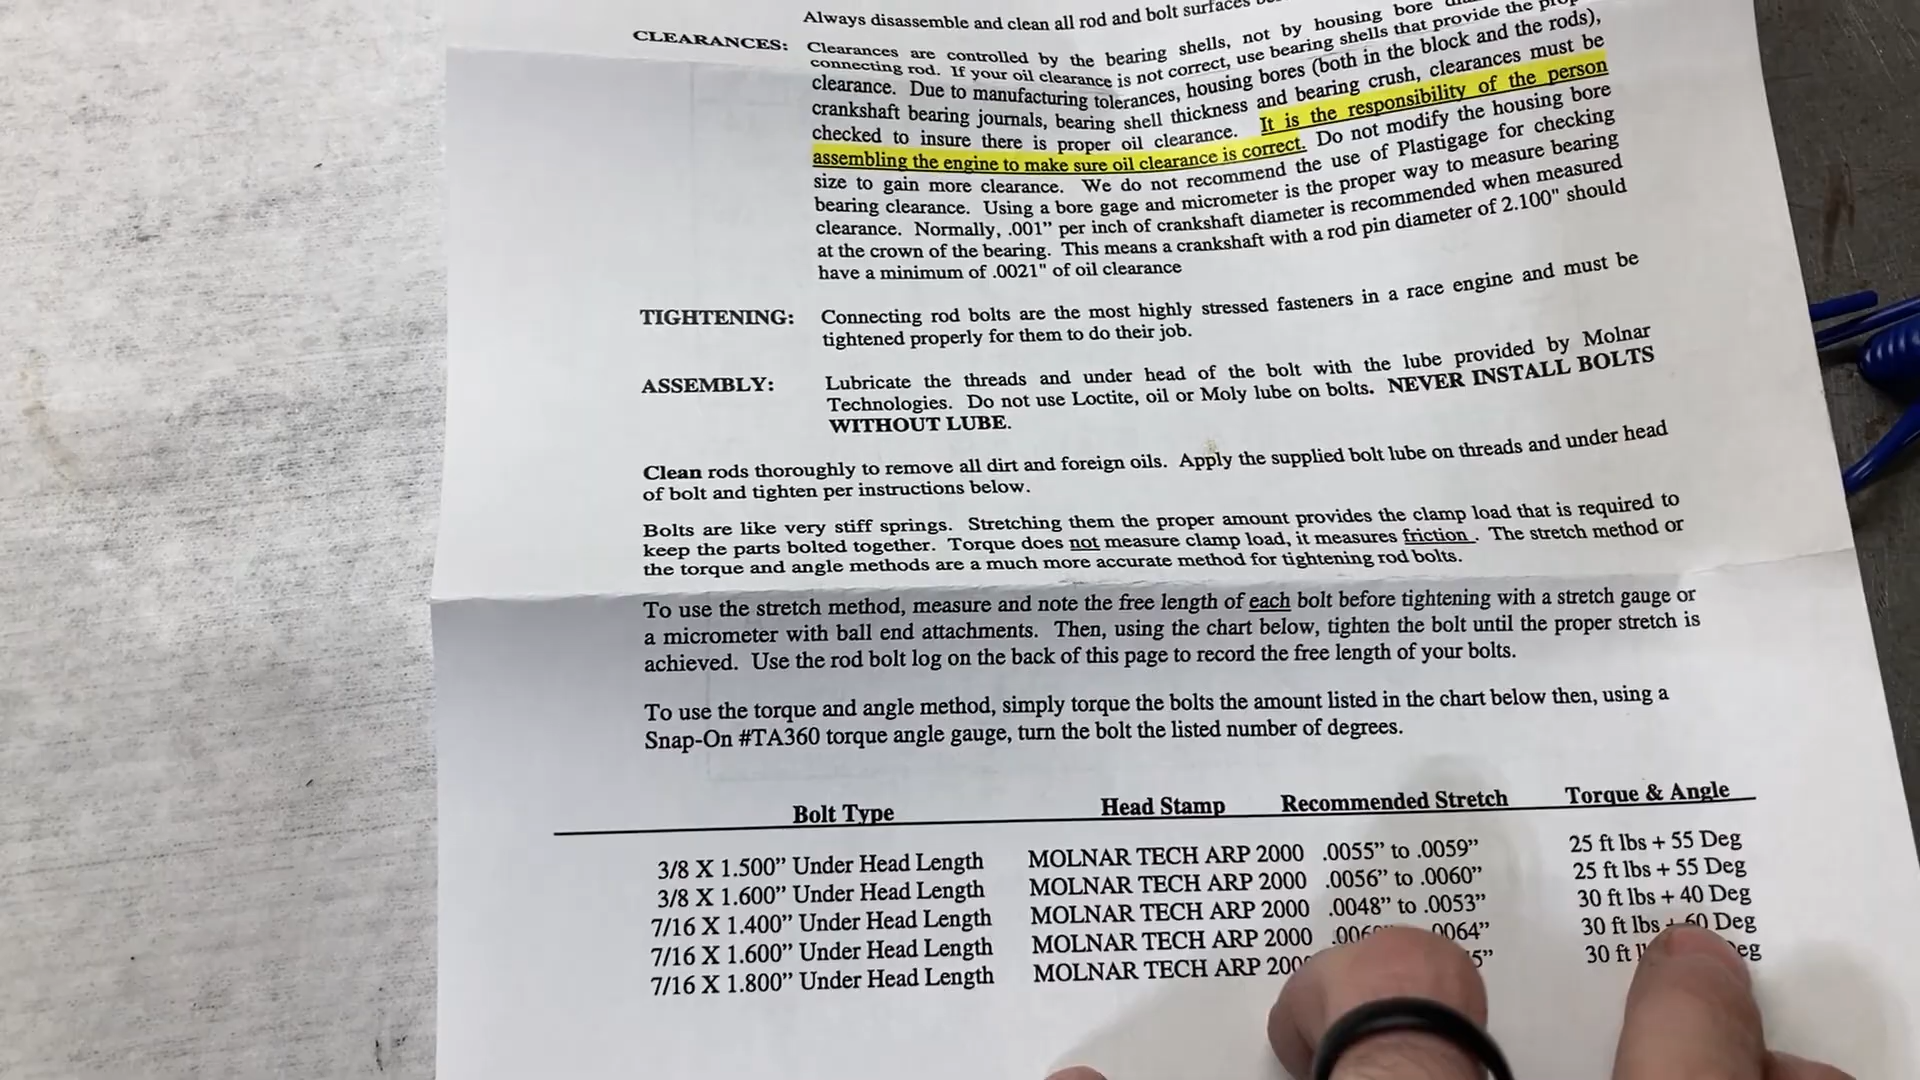 Always disassemble and clean all rod and bolt surfaces
CLEARANCES: Clearances are controlled by the bearing shells, not by housing bore
connecting rod. If your oil clearance is not correct, use bearing shells that provide the
clearance. Due to manufacturing tolerances, housing bores (both in the block and the rods),
crankshaft bearing journals, bearing shell thickness and bearing crush, clearances must be
checked to insure there is proper oil clearance. It is the responsibility of the person
assembling the engine to make sure oil clearance is correct. Do not modify the housing bore
size to gain more clearance. We do not recommend the use of Plastigage for checking
bearing clearance. Using a bore gage and micrometer is the proper way to measure bearing
clearance. Normally, .001” per inch of crankshaft diameter is recommended when measured
at the crown of the bearing. This means a crankshaft with a rod pin diameter of 2.100" should
have a minimum of .0021" of oil clearance
TIGHTENING: Connecting rod bolts are the most highly stressed fasteners in a race engine and must be
tightened properly for them to do their job.
ASSEMBLY: Lubricate the threads and under head of the bolt with the lube provided by Molnar
Technologies. Do not use Loctite, oil or Moly lube on bolts. NEVER INSTALL BOLTS
WITHOUT LUBE.
Clean rods thoroughly to remove all dirt and foreign oils. Apply the supplied bolt lube on threads and under head
of bolt and tighten per instructions below.
Bolts are like very stiff springs. Stretching them the proper amount provides the clamp load that is required to
keep the parts bolted together. Torque does not measure clamp load, it measures friction . The stretch method or
the torque and angle methods are a much more accurate method for tightening rod bolts.
To use the stretch method, measure and note the free length of each bolt before tightening with a stretch gauge or
a micrometer with ball end attachments. Then, using the chart below, tighten the bolt until the proper stretch is
achieved. Use the rod bolt log on the back of this page to record the free length of your bolts.
To use the torque and angle method, simply torque the bolts the amount listed in the chart below then, using a
Snap-On #TA360 torque angle gauge, turn the bolt the listed number of degrees.
Bolt Type Head Stamp Recommended Stretch Torque & Angle
3/8 X 1.500” Under Head Length MOLNAR TECH ARP 2000 .0055” to .0059” 25 ft lbs + 55 Deg
3/8 X 1.600” Under Head Length MOLNAR TECH ARP 2000 .0056” to .0060” 25 ft lbs + 55 Deg
7/16 X 1.400” Under Head Length MOLNAR TECH ARP 2000 .0048” to .0053” 30 ft lbs + 40 Deg
7/16 X 1.600” Under Head Length MOLNAR TECH ARP 2000 .0064” 30 ft lbs + 60 Deg
7/16 X 1.800” Under Head Length MOLNAR TECH ARP 30 ft